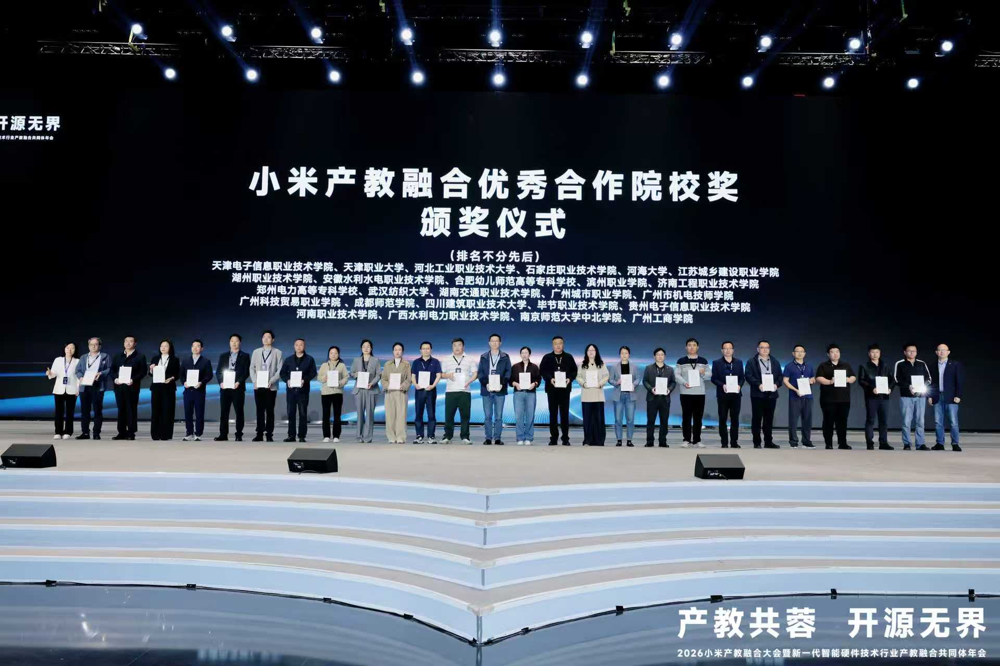 开源无界
技术行业产教融合共同体年会
小米产教融合优秀合作院校奖
颁奖仪式
（排名不分先后）
天津电子信息职业技术学院、天津职业大学、河北工业职业技术大学、石家庄职业技术学院、河海大学、江苏城乡建设职业学院
湖州职业技术学院、安徽水利水电职业技术学院、合肥幼儿师范高等专科学校、滨州职业学院、济南工程职业技术学院
郑州电力高等专科学校、武汉纺织大学、湖南交通职业技术学院、广州城市职业学院、广州市机电技师学院
广州科技贸易职业学院 、成都师范学院、四川建筑职业技术大学、毕节职业技术学院、贵州电子信息职业技术学院
河南职业技术学院、广西水利电力职业技术学院、南京师范大学中北学院、广州工商学院
产教共蓉 开源无界
2026小米产教融合大会暨新一代智能硬件技术行业产教融合共同体年会